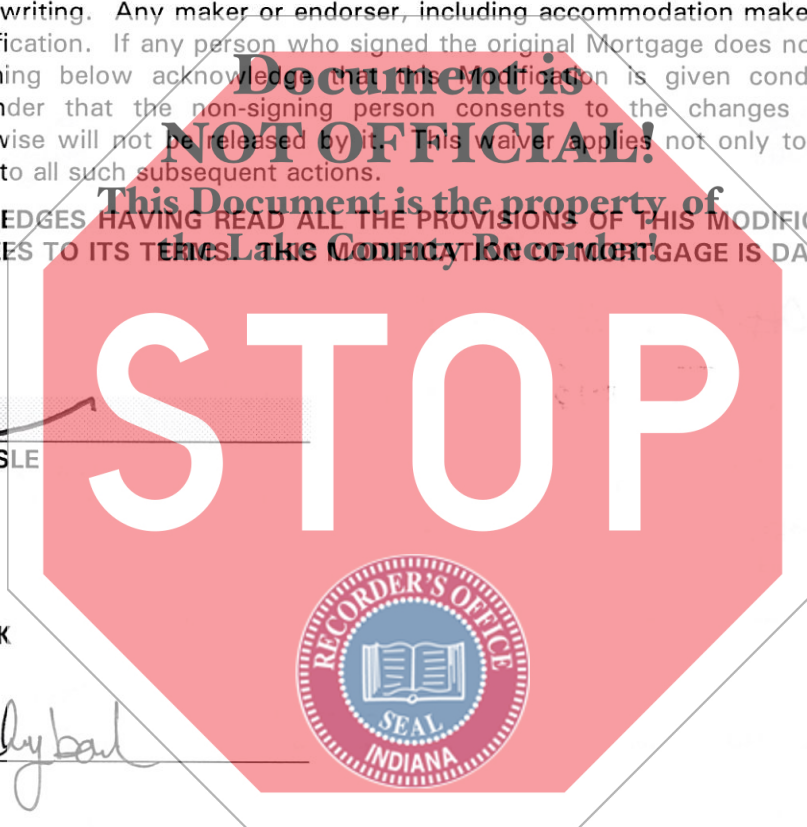 writing. Any maker or endorser, including accommodation make
fication. If any person who signed the original Mortgage does no
ing below acknowledge that this Modification is given cond
nder that the non-signing person consents to the changes
wise will not be released by it. This waiver applies not only to
to all such subsequent actions.
EDGES HAVING READ ALL THE PROVISIONS OF THIS MODIFIC
EES TO ITS TERMS. THIS MODIFICATION OF MORTGAGE IS DA
Document is
NOT OFFICIAL!
This Document is the property of
the Lake County Recorder!
STOP
SLE
K
RECORDER'S OFFICE
SEAL
INDIANA